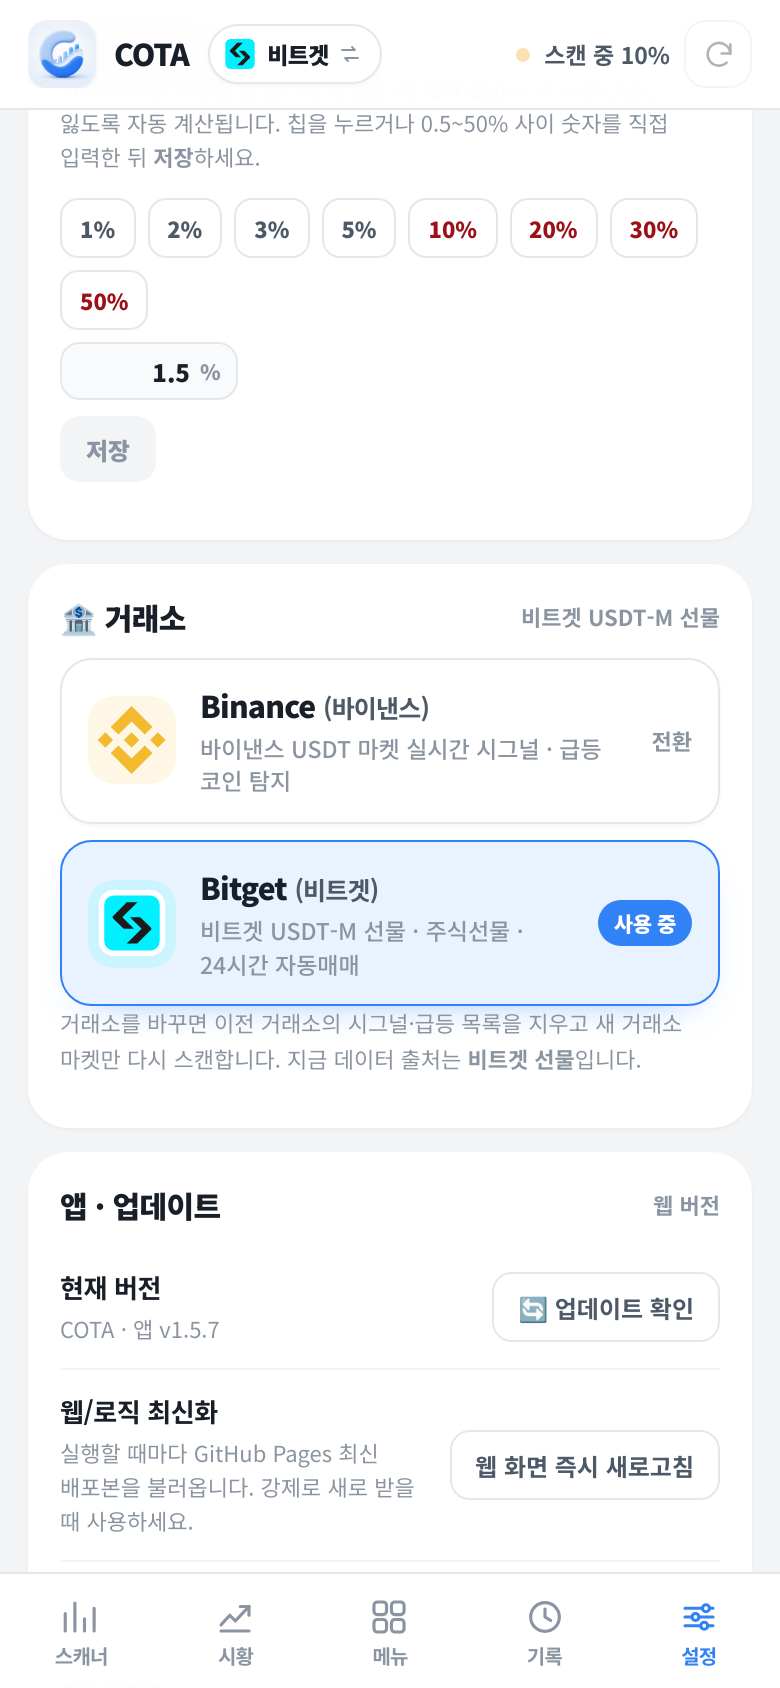 COTA
비트겟
스캔 중 10%
잃도록 자동 계산됩니다. 칩을 누르거나 0.5~50% 사이 숫자를 직접
입력한 뒤 저장하세요.
1% 2% 3% 5% 10% 20% 30%
50%
1.5 %
저장
거래소
비트겟 USDT-M 선물
Binance (바이낸스)
바이낸스 USDT 마켓 실시간 시그널 · 급등
코인 탐지
전환
Bitget (비트겟)
비트겟 USDT-M 선물 · 주식선물 ·
24시간 자동매매
사용 중
거래소를 바꾸면 이전 거래소의 시그널·급등 목록을 지우고 새 거래소
마켓만 다시 스캔합니다. 지금 데이터 출처는 비트겟 선물입니다.
앱 · 업데이트
웹 버전
현재 버전
COTA · 앱 v1.5.7
업데이트 확인
웹/로직 최신화
실행할 때마다 GitHub Pages 최신
배포본을 불러옵니다. 강제로 새로 받을
때 사용하세요.
웹 화면 즉시 새로고침
스캐너 시황 메뉴 기록 설정